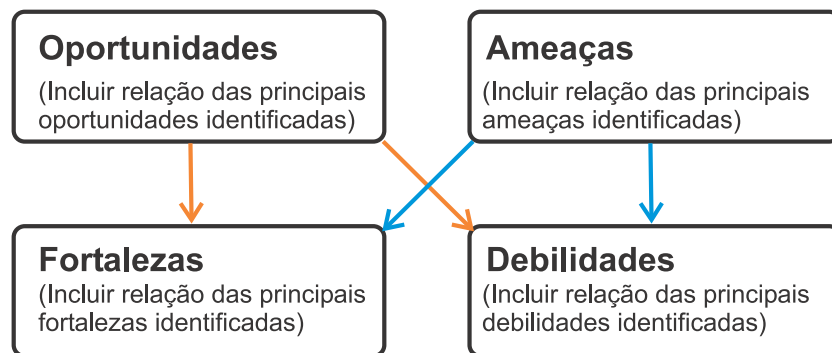 Oportunidades
(Incluir relação das principais
oportunidades identificadas)
Ameaças
(Incluir relação das principais
ameaças identificadas)
Fortalezas
(Incluir relação das principais
fortalezas identificadas)
Debilidades
(Incluir relação das principais
debilidades identificadas)